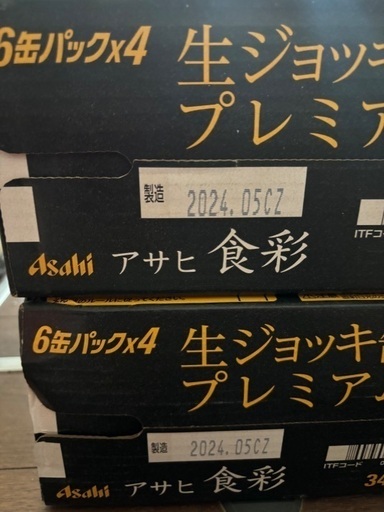 6缶パックX4
生ジョッキ
プレミア
製造 2024.05CZ
ITFコー
Asahi アサヒ 食彩
6缶パックx4
生ジョッキ缶
プレミアム
製造 2024.05CZ
ITFコード
34
Asahi アサヒ 食彩